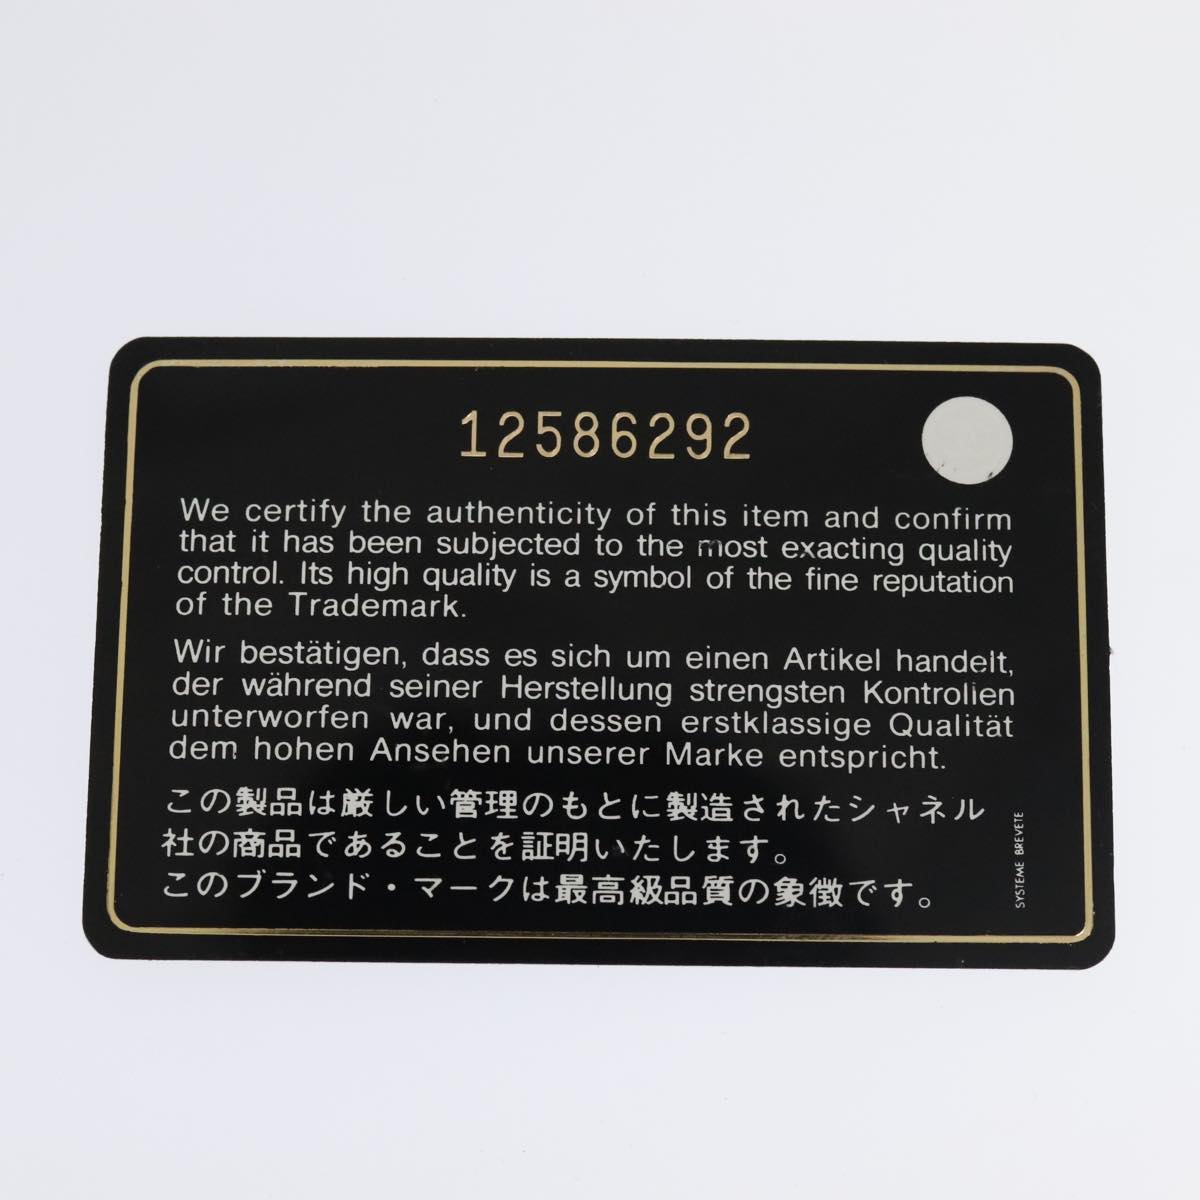 12586292
We certify the authenticity of this item and confirm
that it has been subjected to the most exacting quality
control. Its high quality is a symbol of the fine reputation
of the Trademark.
Wir bestätigen, dass es sich um einen Artikel handelt,
der während seiner Herstellung strengsten Kontrollen
unterworfen war, und dessen erstklassige Qualität
dem hohen Ansehen unserer Marke entspricht.
この製品は厳しい管理のもとに製造されたシャネル
社の商品であることを証明いたします。
このブランド・マークは最高級品質の象徴です。
SYSTEME BREVETE